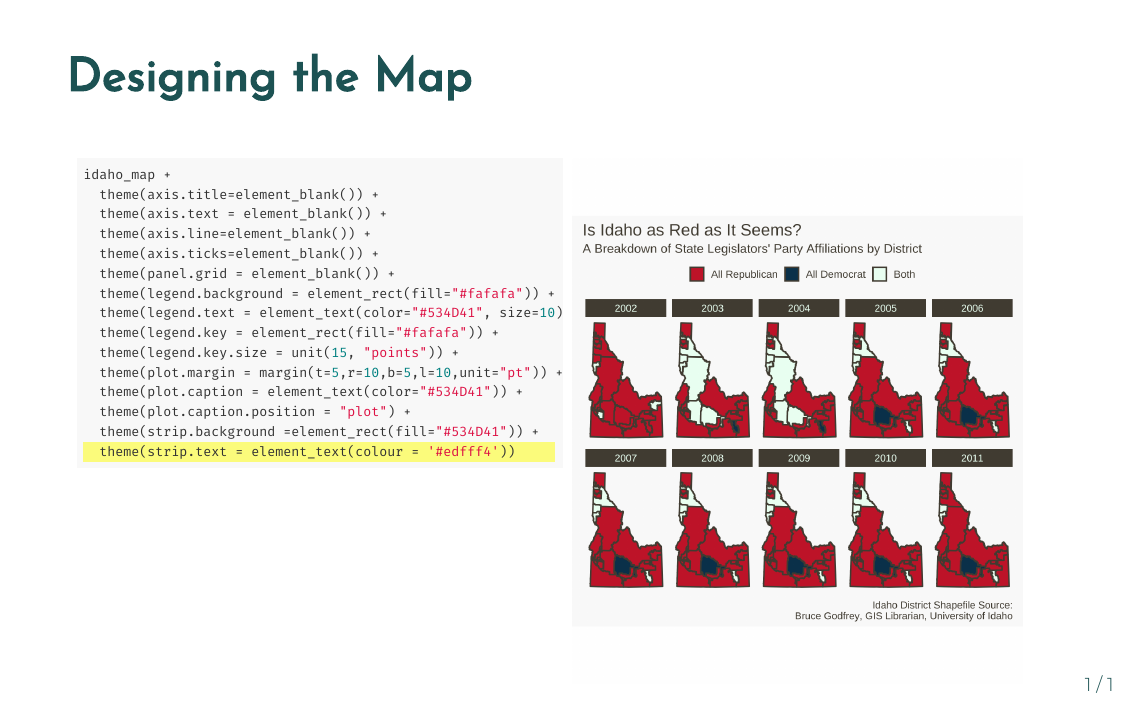 Designing the Map
idaho_map +
  theme(axis.title=element_blank()) +
  theme(axis.text = element_blank()) +
  theme(axis.line=element_blank()) +
  theme(axis.ticks=element_blank()) +
  theme(panel.grid = element_blank()) +
  theme(legend.background = element_rect(fill="#fafafa")) +
  theme(legend.text = element_text(color="#534D41", size=10)
  theme(legend.key = element_rect(fill="#fafafa")) +
  theme(legend.key.size = unit(15, "points")) +
  theme(plot.margin = margin(t=5,r=10,b=5,l=10,unit="pt")) +
  theme(plot.caption = element_text(color="#534D41")) +
  theme(plot.caption.position = "plot") +
  theme(strip.background =element_rect(fill="#534D41")) +
  theme(strip.text = element_text(colour = '#edfff4'))
Is Idaho as Red as It Seems?
A Breakdown of State Legislators' Party Affiliations by District
All Republican All Democrat Both
2002 2003 2004 2005 2006
2007 2008 2009 2010 2011
Idaho District Shapefile Source:
Bruce Godfrey, GIS Librarian, University of Idaho
1 / 1